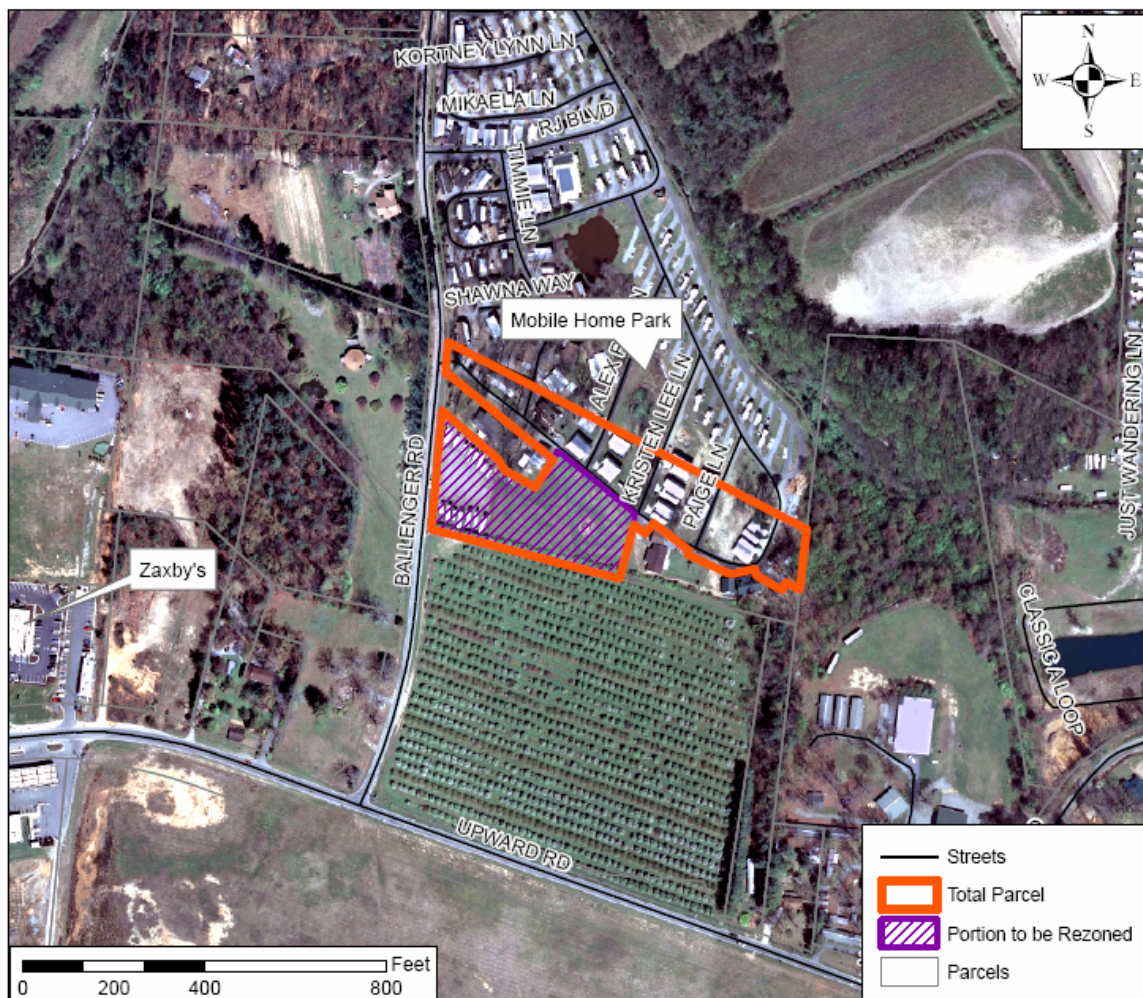 KORTNEY LYNN LN
MIKAELA LN
RJ BLVD
TIMMIE LN
SHAWNA WAY
Mobile Home Park
KRISTEN LEE LN
PAIGE LN
BALLENGER RD
Zaxby's
UPWARD RD
JUST WANDERING LN
CLASSIC A LOOP
N
W
E
S
Streets
Total Parcel
Portion to be Rezoned
Parcels
Feet
0 200 400 800